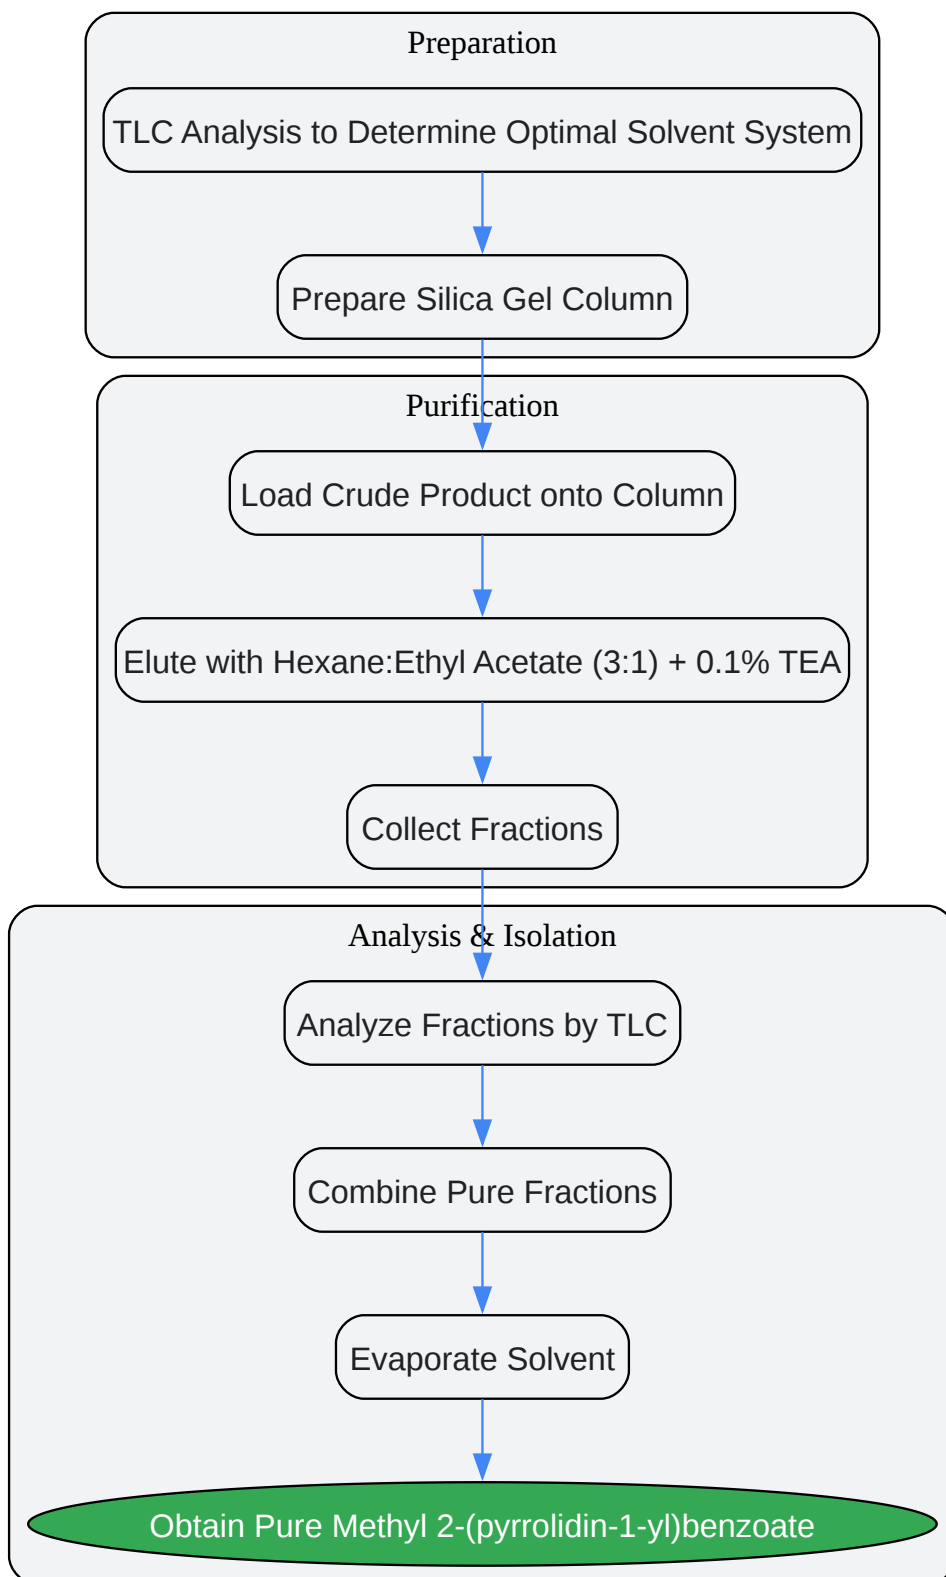 Preparation
TLC Analysis to Determine Optimal Solvent System
Prepare Silica Gel Column
Purification
Load Crude Product onto Column
Elute with Hexane:Ethyl Acetate (3:1) + 0.1% TEA
Collect Fractions
Analysis & Isolation
Analyze Fractions by TLC
Combine Pure Fractions
Evaporate Solvent
Obtain Pure Methyl 2-(pyrrolidin-1-yl)benzoate